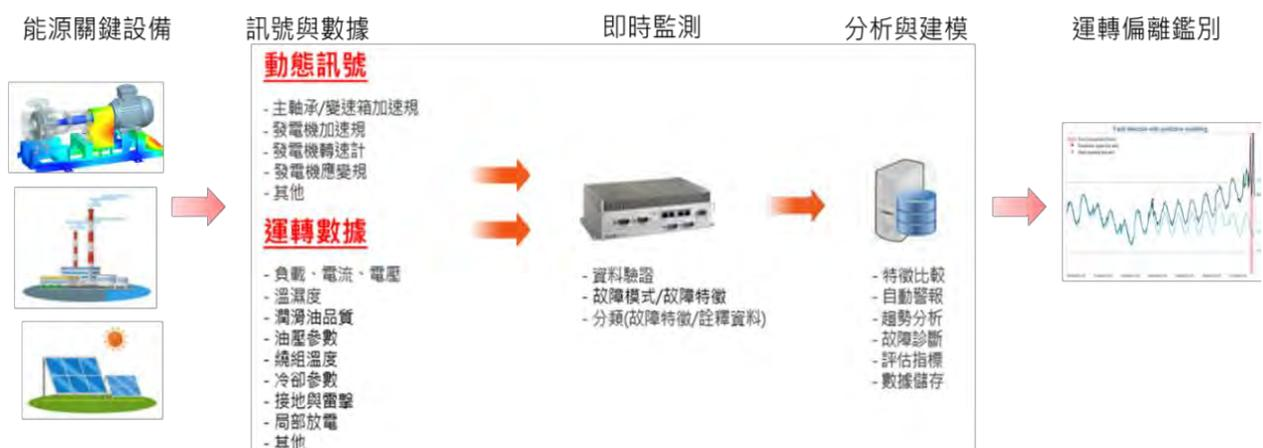 能源關鍵設備
訊號與數據
即時監測
分析與建模
運轉偏離鑑別
動態訊號
- 主軸承/變速箱加速規
- 發電機加速規
- 發電機轉速計
- 發電機應變規
- 其他
運轉數據
- 負載、電流、電壓
- 溫濕度
- 潤滑油品質
- 油壓參數
- 繞組溫度
- 冷卻參數
- 接地與雷擊
- 局部放電
- 其他
- 資料驗證
- 故障模式/故障特徵
- 分類(故障特徵/詮釋資料)
- 特徵比較
- 自動警報
- 趨勢分析
- 故障診斷
- 評估指標
- 數據儲存
Fault detection with predictive modeling